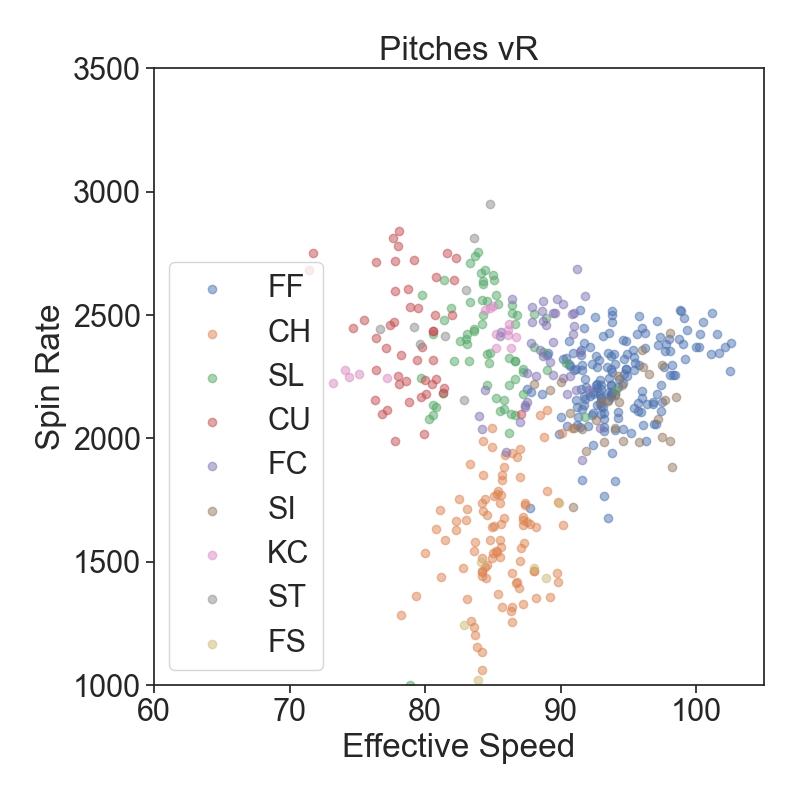 Pitches vR
3500
3000
2500
2000
1500
1000
Spin Rate
FF
CH
SL
CU
FC
SI
KC
ST
FS
60 70 80 90 100
Effective Speed